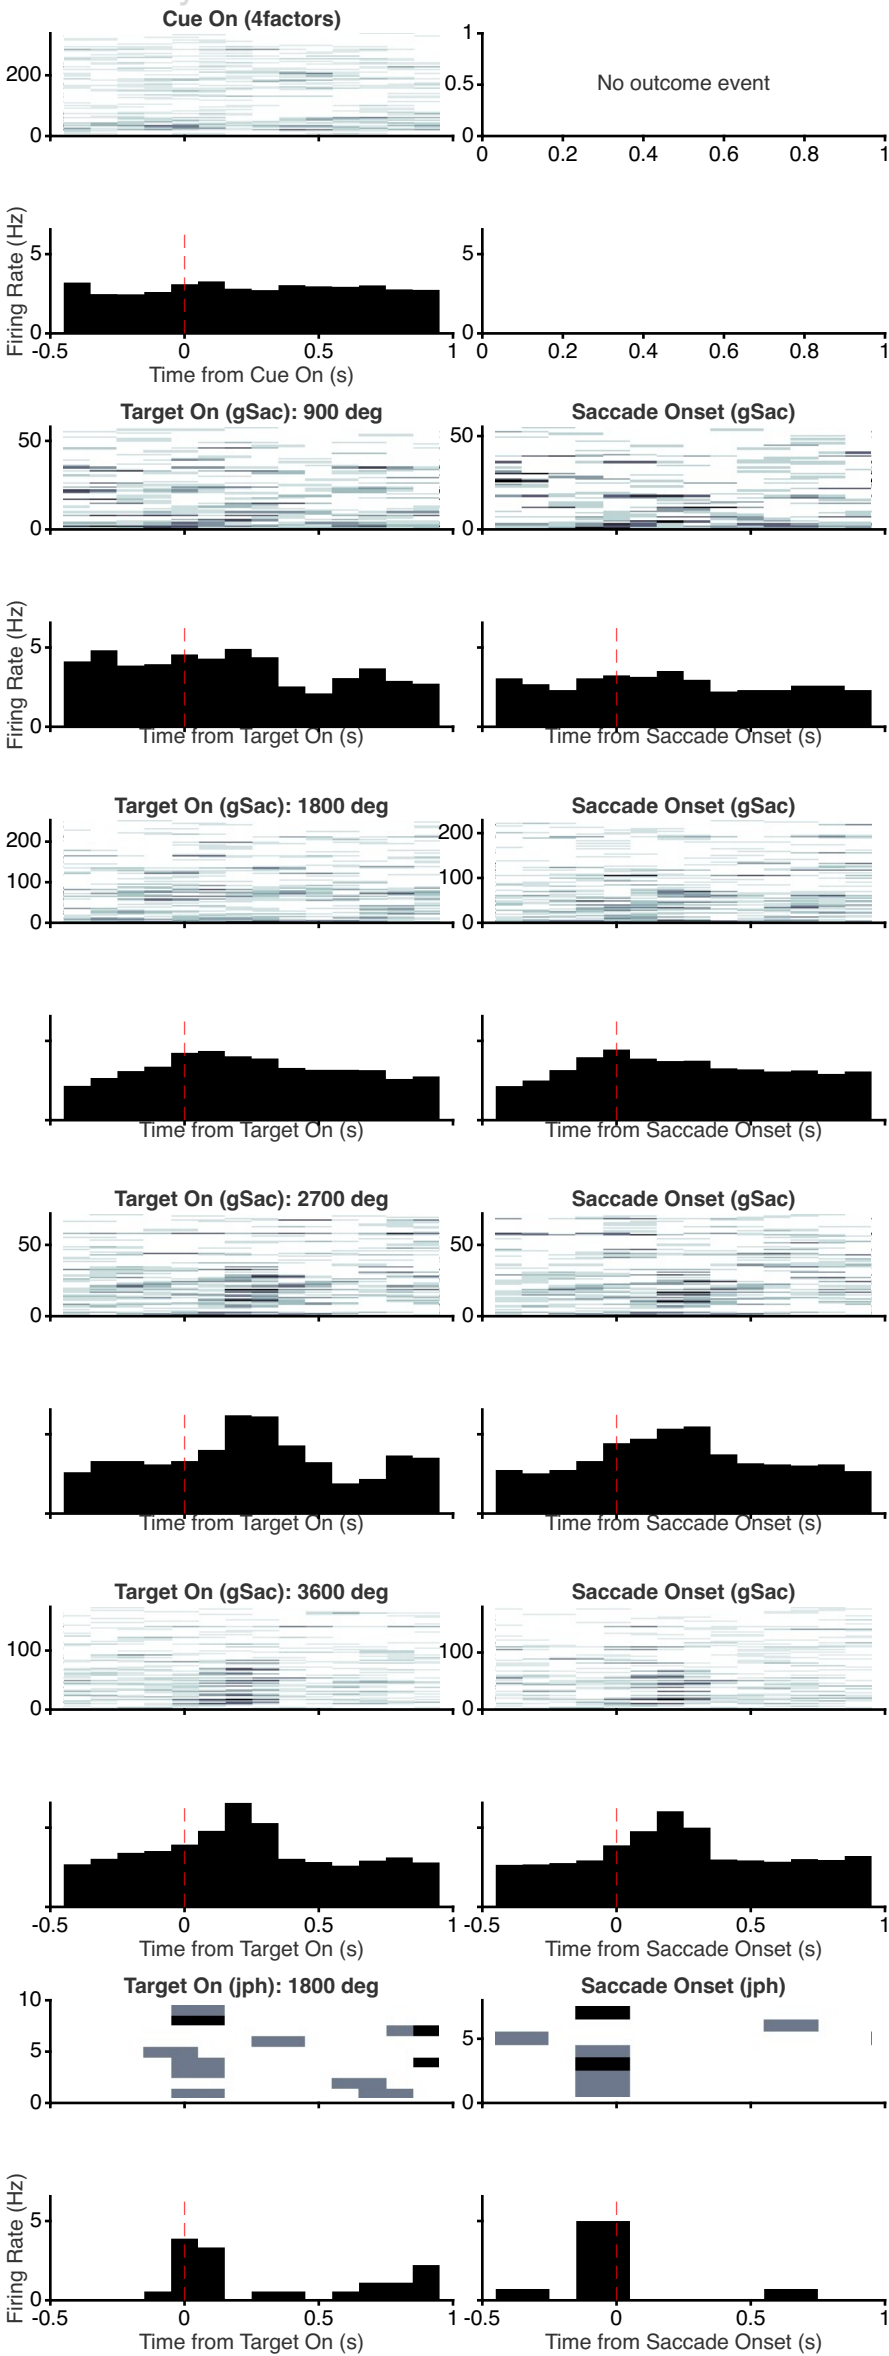 Cue On (4factors)
200
0
1
0.5
0
No outcome event
0 0.2 0.4 0.6 0.8 1
Firing Rate (Hz)
5
0
-0.5 0 0.5 1
Time from Cue On (s)
5
0
0 0.2 0.4 0.6 0.8 1
Target On (gSac): 900 deg
50
0
Saccade Onset (gSac)
50
0
Firing Rate (Hz)
5
0
Time from Target On (s)
Time from Saccade Onset (s)
Target On (gSac): 1800 deg
200
100
0
Saccade Onset (gSac)
200
100
0
Time from Target On (s)
Time from Saccade Onset (s)
Target On (gSac): 2700 deg
50
0
Saccade Onset (gSac)
50
0
Time from Target On (s)
Time from Saccade Onset (s)
Target On (gSac): 3600 deg
100
0
Saccade Onset (gSac)
100
0
-0.5 0 0.5 1
Time from Target On (s)
-0.5 0 0.5 1
Time from Saccade Onset (s)
Target On (jph): 1800 deg
10
5
0
Saccade Onset (jph)
5
0
Firing Rate (Hz)
5
0
-0.5 0 0.5 1
Time from Target On (s)
5
-0.5 0 0.5 1
Time from Saccade Onset (s)